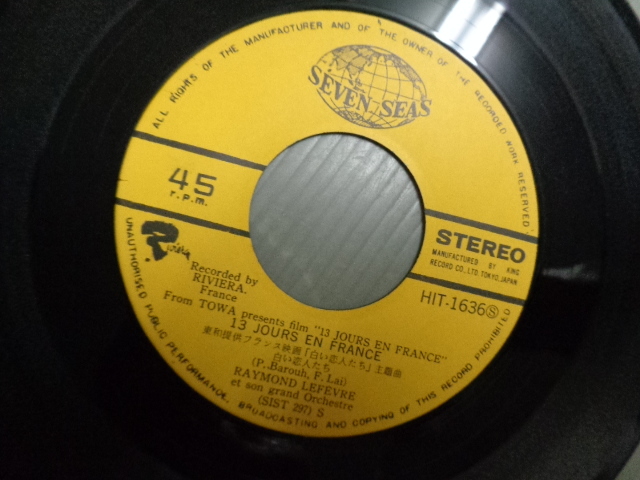 ALL RIGHTS OF THE MANUFACTURER AND OF THE OWNER OF THE RECORDED WORK RESERVED.
SEVEN SEAS
45
r.p.m.
STEREO
MANUFACTURED BY KING
RECORD CO., LTD. TOKYO, JAPAN
HIT-1636Ⓢ
Riviera
Recorded by
RIVIERA.
France
From TOWA presents film "13 JOURS EN FRANCE"
13 JOURS EN FRANCE
東和提供フランス映画「白い恋人たち」主題曲
白い恋人たち
(P. Barouh, F. Lai)
RAYMOND LEFEVRE
et son grand Orchestre
(SIST 297) S
UNAUTHORISED PUBLIC PERFORMANCE, BROADCASTING AND COPYING OF THIS RECORD PROHIBITED